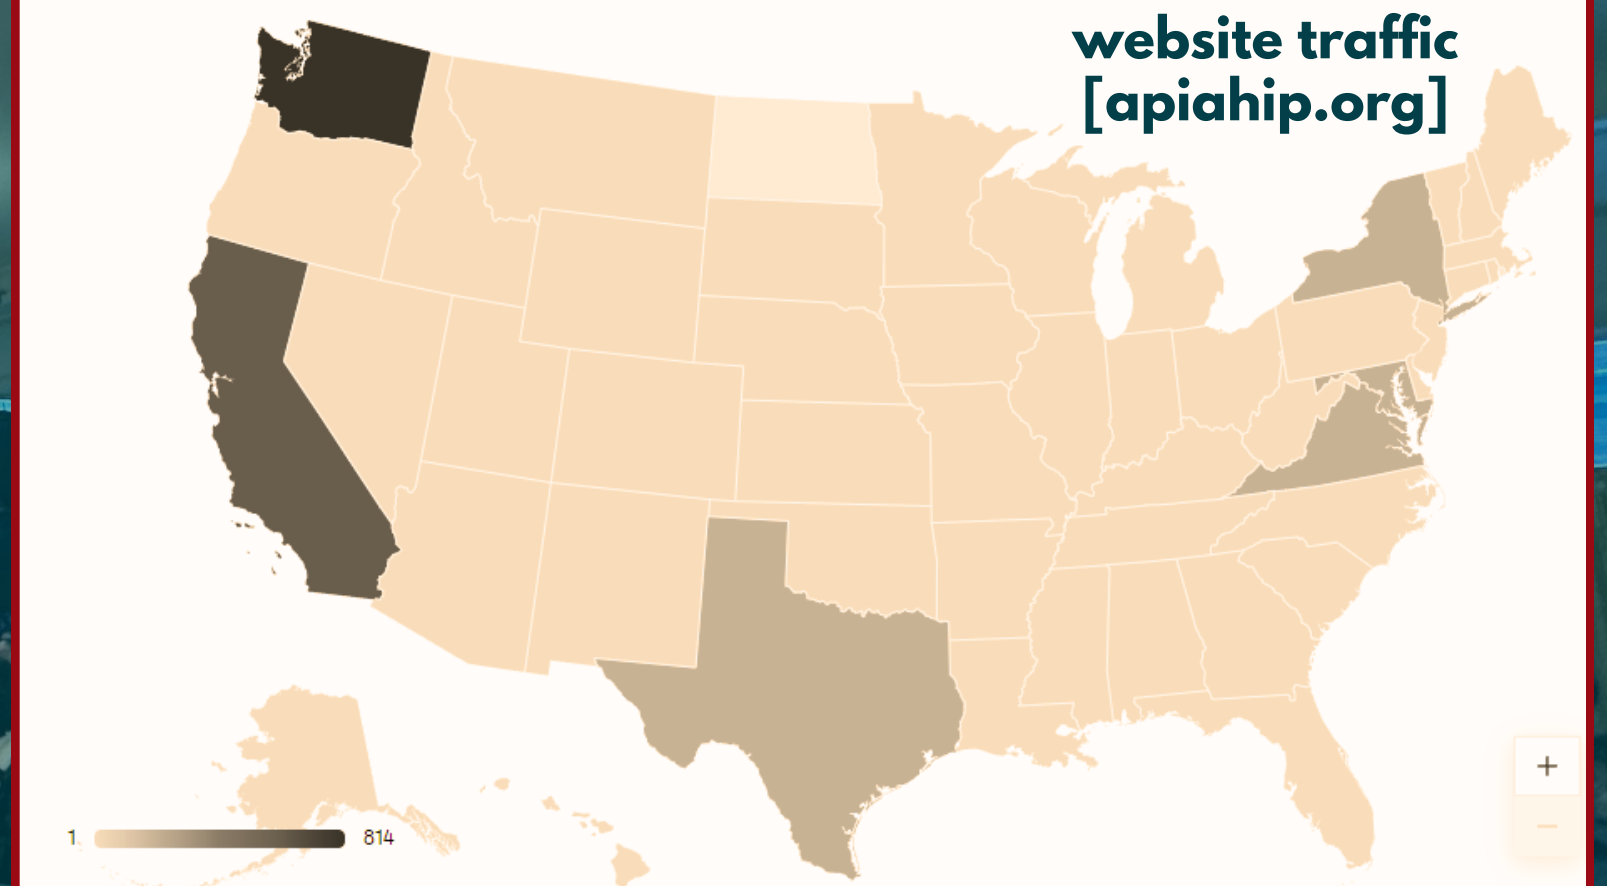 website traffic
[apiahip.org]
+
−
1 814